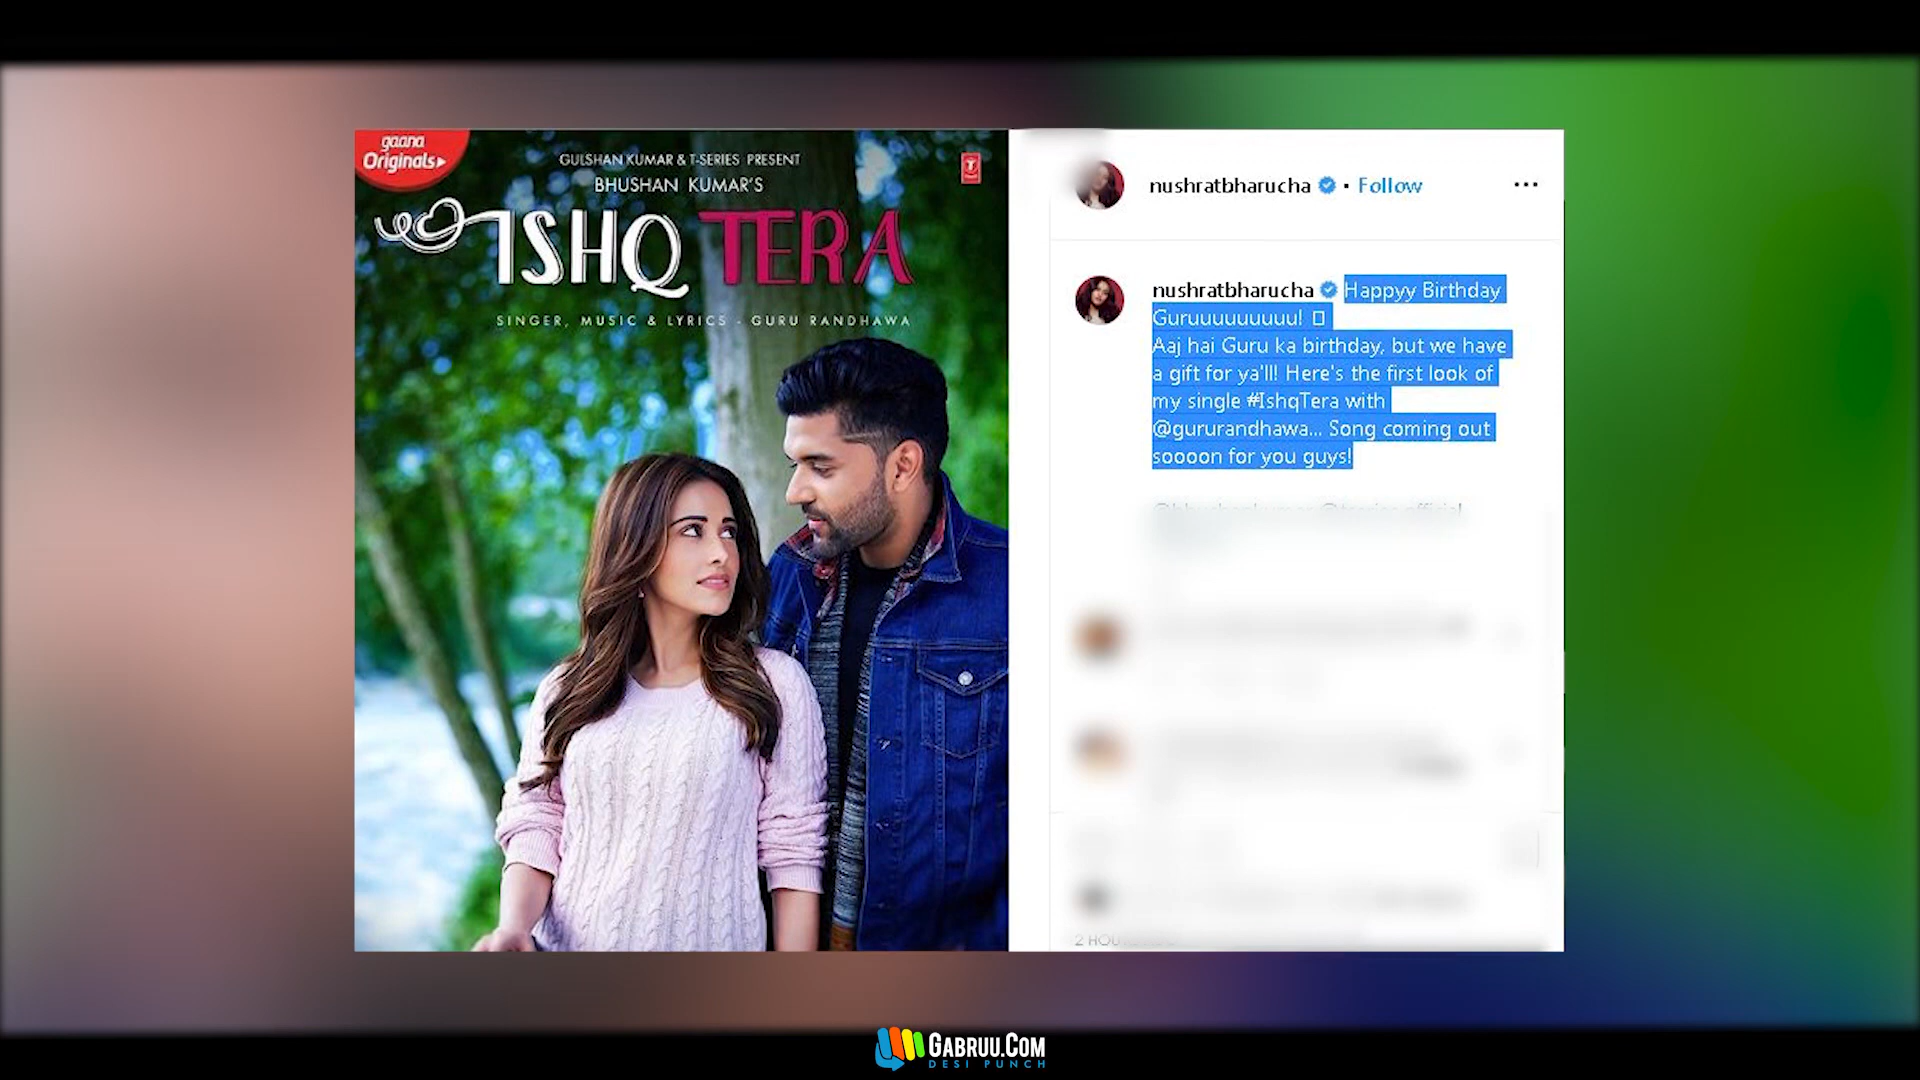 gaana
Originals
GULSHAN KUMAR & T-SERIES PRESENT
BHUSHAN KUMAR'S
ISHQ TERA
SINGER, MUSIC & LYRICS - GURU RANDHAWA
nushratbharucha • Follow
nushratbharucha Happyy Birthday
Guruuuuuuuuu!
Aaj hai Guru ka birthday, but we have
a gift for ya'll! Here's the first look of
my single #IshqTera with
@gururandhawa... Song coming out
soooon for you guys!
GABRUU.COM
DESI PUNCH